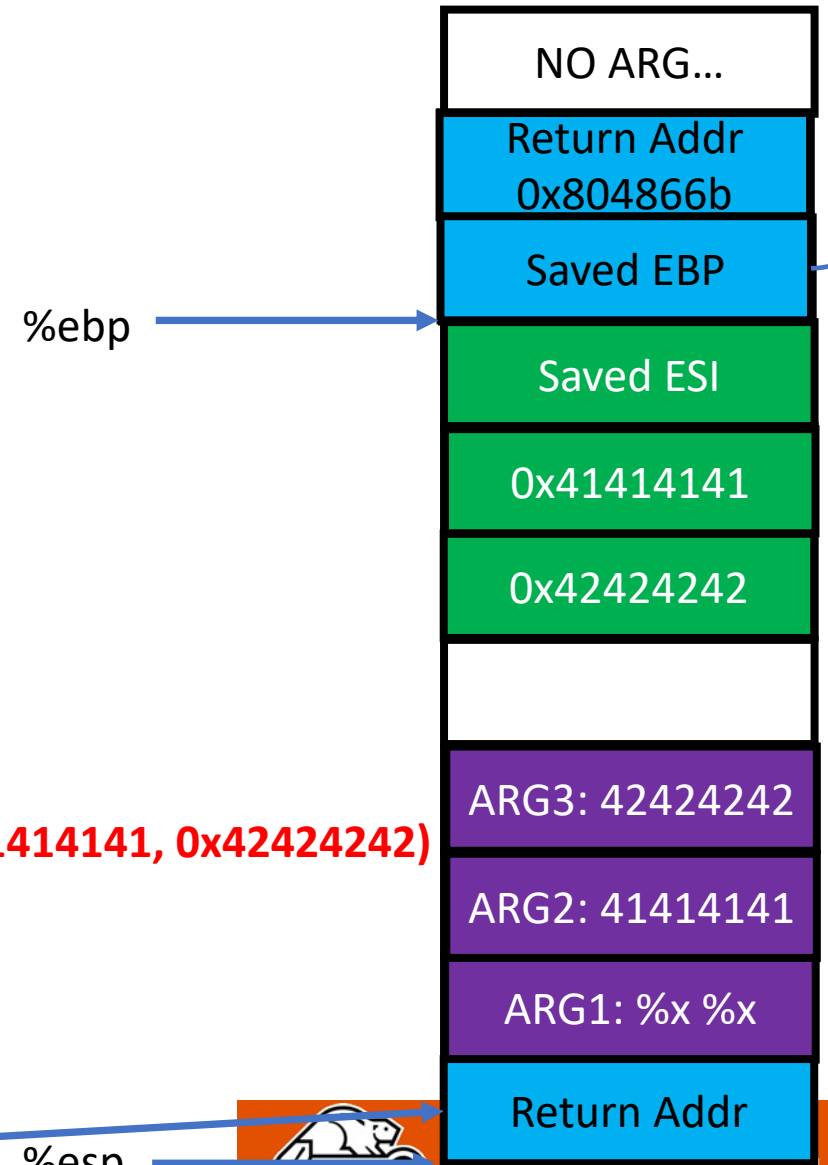 NO ARG…
Return Addr
0x804866b
Saved EBP
%ebp
Saved ESI
0x41414141
0x42424242
ARG3: 42424242
414141, 0x42424242)
ARG2: 41414141
ARG1: %x %x
Return Addr
%esp